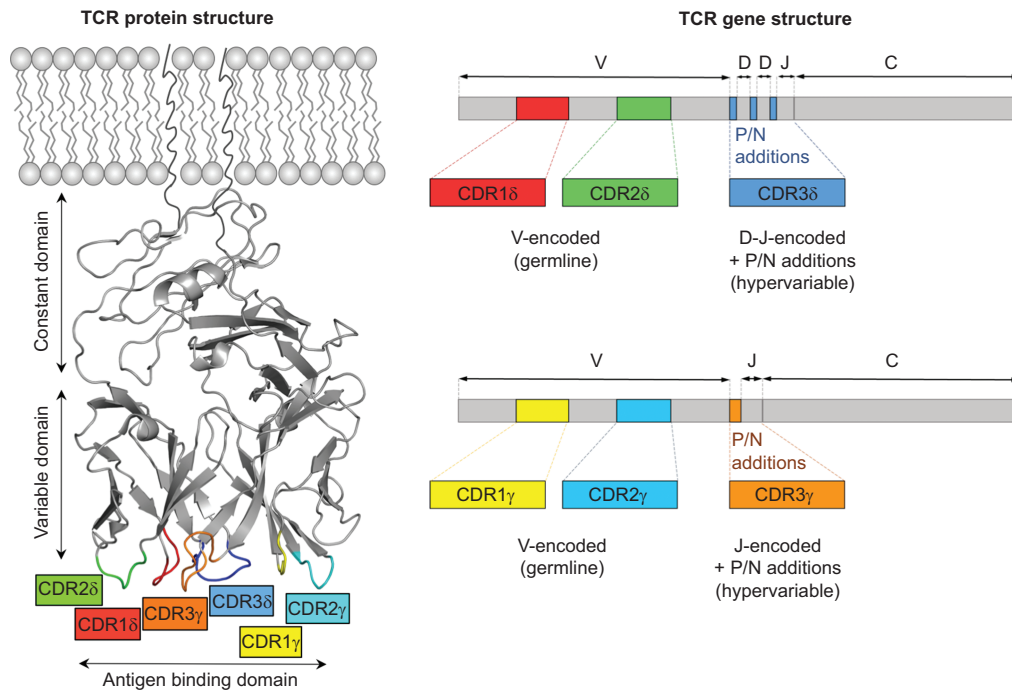 TCR protein structure
Constant domain
Variable domain
CDR2δ
CDR1δ
CDR3γ
CDR3δ
CDR1γ
CDR2γ
Antigen binding domain
TCR gene structure
V
D
D
J
C
P/N
additions
CDR1δ
CDR2δ
CDR3δ
V-encoded
(germline)
D-J-encoded
+ P/N additions
(hypervariable)
V
J
C
P/N
additions
CDR1γ
CDR2γ
CDR3γ
V-encoded
(germline)
J-encoded
+ P/N additions
(hypervariable)